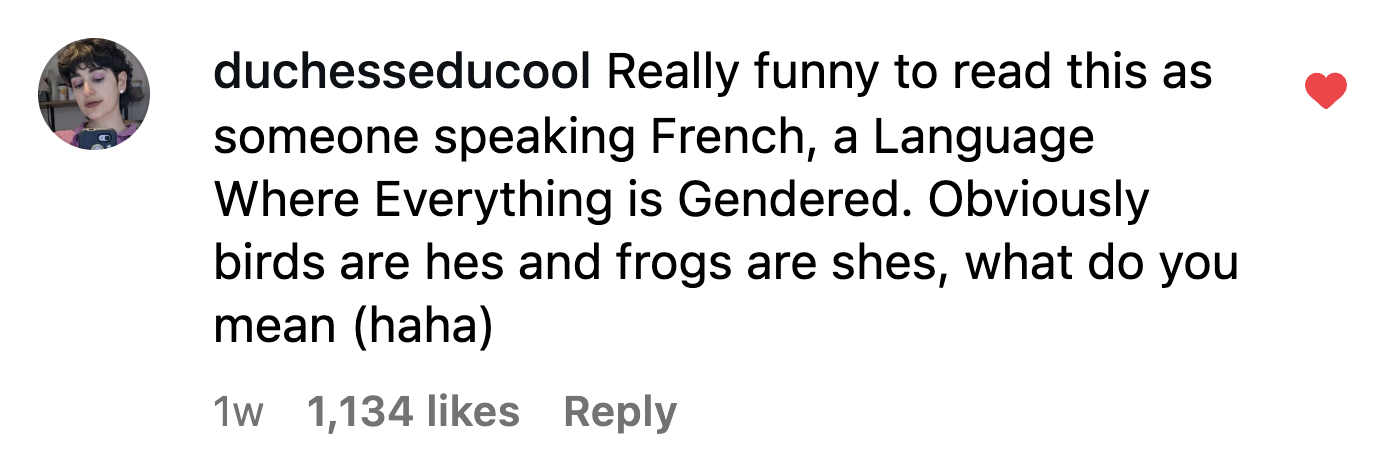 duchesseducool Really funny to read this as
someone speaking French, a Language
Where Everything is Gendered. Obviously
birds are hes and frogs are shes, what do you
mean (haha)
1w 1,134 likes Reply